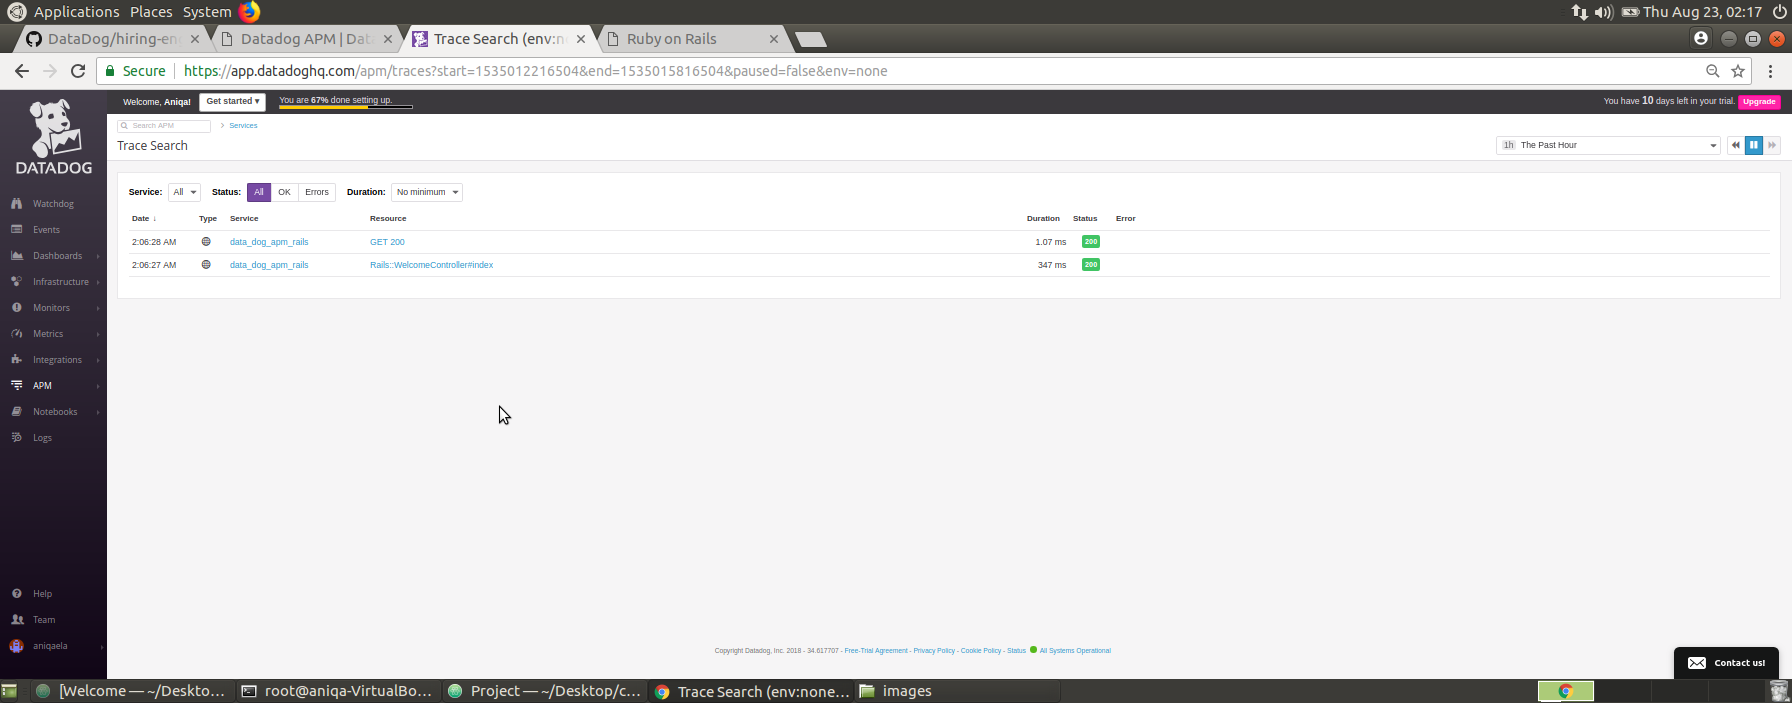 Applications Places System Thu Aug 23, 02:17
DataDog/hiring-en Datadog APM | Dat Trace Search (env:n Ruby on Rails
Secure https://app.datadoghq.com/apm/traces?start=1535012216504&end=1535015816504&paused=false&env=none
DATADOG
Watchdog
Events
Dashboards
Infrastructure
Monitors
Metrics
Integrations
APM
Notebooks
Logs
Help
Team
aniqaela
Welcome, Aniqa! Get started ▾ You are 67% done setting up. You have 10 days left in your trial. Upgrade
Search APM > Services
Trace Search 1h The Past Hour
Service: All Status: All OK Errors Duration: No minimum
Date ↓ Type Service Resource Duration Status Error
2:06:28 AM data_dog_apm_rails GET 200 1.07 ms 200
2:06:27 AM data_dog_apm_rails Rails::WelcomeController#index 347 ms 200
Copyright Datadog, Inc. 2018 - 34.617707 - Free-Trial Agreement - Privacy Policy - Cookie Policy - Status All Systems Operational
Contact us!
[Welcome — ~/Deskto... root@aniqa-VirtualBo... Project — ~/Desktop/c... Trace Search (env:none... images